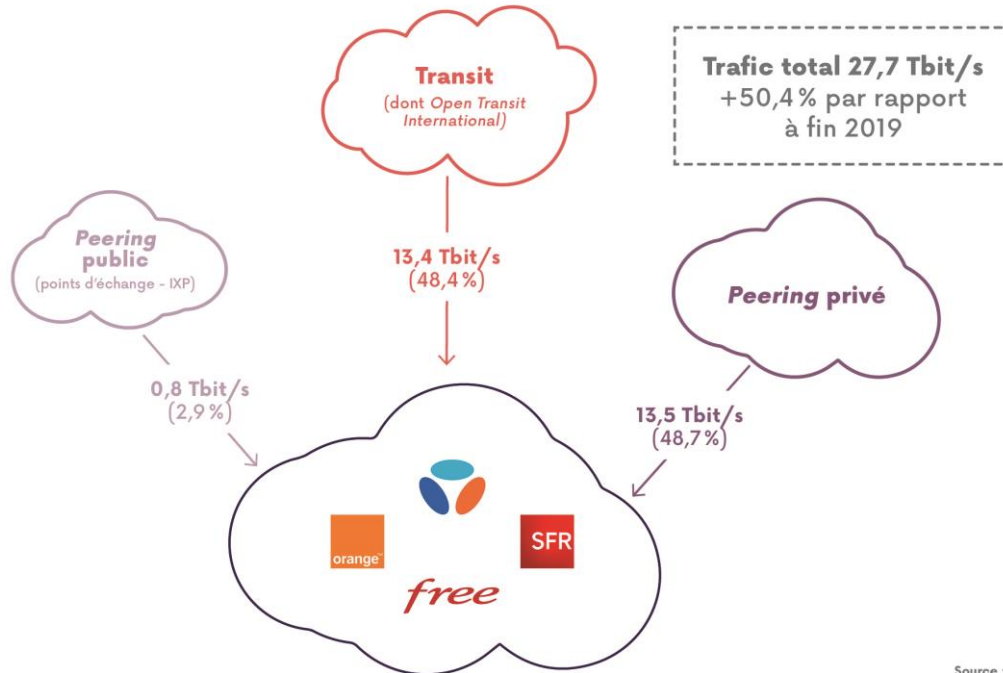 Transit
(dont Open Transit
International)
Trafic total 27,7 Tbit/s
+50,4 % par rapport
à fin 2019
Peering
public
(points d'échange - IXP)
13,4 Tbit/s
(48,4 %)
Peering privé
0,8 Tbit/s
(2,9 %)
13,5 Tbit/s
(48,7 %)
orange
SFR
free
Source